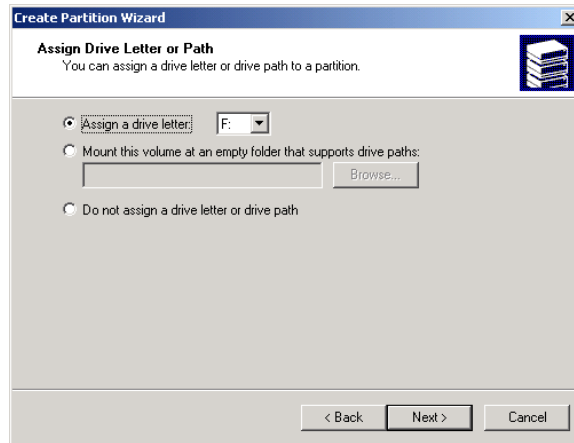 Create Partition Wizard
Assign Drive Letter or Path
You can assign a drive letter or drive path to a partition.
Assign a drive letter: F:
Mount this volume at an empty folder that supports drive paths:
Browse...
Do not assign a drive letter or drive path
< Back Next > Cancel